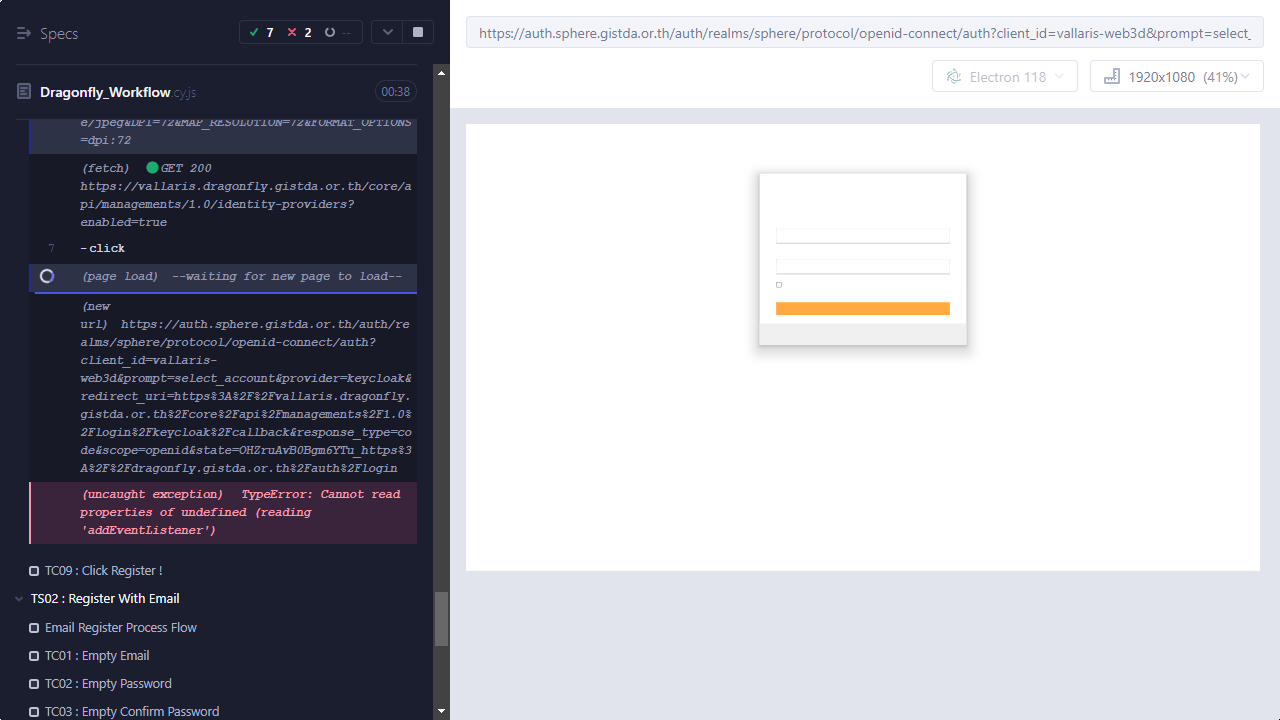 Specs
7
2
--
Dragonfly_Workflow.cy.js
00:38
e/jpeg&DPI=72&MAP_RESOLUTION=72&FORMAT_OPTIONS
=dpi:72
(fetch) GET 200
https://vallaris.dragonfly.gistda.or.th/core/a
pi/managements/1.0/identity-providers?
enabled=true
7
-click
(page load) --waiting for new page to load--
(new
url) https://auth.sphere.gistda.or.th/auth/re
alms/sphere/protocol/openid-connect/auth?
client_id=vallaris-
web3d&prompt=select_account&provider=keycloak&
redirect_uri=https%3A%2F%2Fvallaris.dragonfly.
gistda.or.th%2Fcore%2Fapi%2Fmanagements%2F1.0%
2Flogin%2Fkeycloak%2Fcallback&response_type=co
de&scope=openid&state=OHZruAvB0Bgm6YTu_https%3
A%2F%2Fdragonfly.gistda.or.th%2Fauth%2Flogin
(uncaught exception) TypeError: Cannot read
properties of undefined (reading
'addEventListener')
TC09 : Click Register !
TS02 : Register With Email
Email Register Process Flow
TC01 : Empty Email
TC02 : Empty Password
TC03 : Empty Confirm Password
https://auth.sphere.gistda.or.th/auth/realms/sphere/protocol/openid-connect/auth?client_id=vallaris-web3d&prompt=select_
Electron 118
1920x1080 (41%)